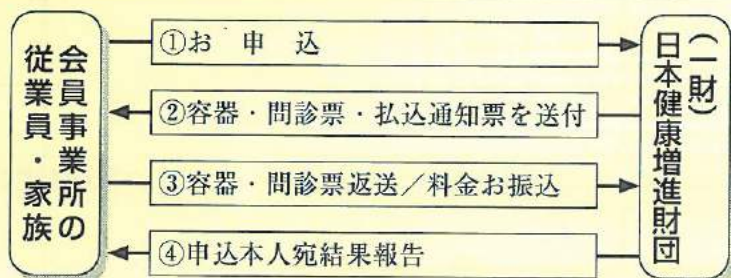 会員事業所の
従業員・家族
①お申込
②容器・問診票・払込通知票を送付
③容器・問診票返送／料金お振込
④申込本人宛結果報告
(一財)
日本健康増進財団